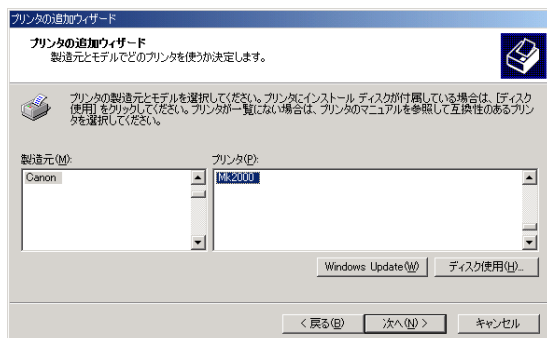 プリンタの追加ウィザード
プリンタの追加ウィザード
製造元とモデルでどのプリンタを使うか決定します。
プリンタの製造元とモデルを選択してください。プリンタにインストール ディスクが付属している場合は、[ディスク
使用] をクリックしてください。プリンタが一覧にない場合は、プリンタのマニュアルを参照して互換性のあるプリン
タを選択してください。
製造元(M):
プリンタ(P):
Canon
Mk2000
Windows Update(W)
ディスク使用(H)...
< 戻る(B)
次へ(N) >
キャンセル